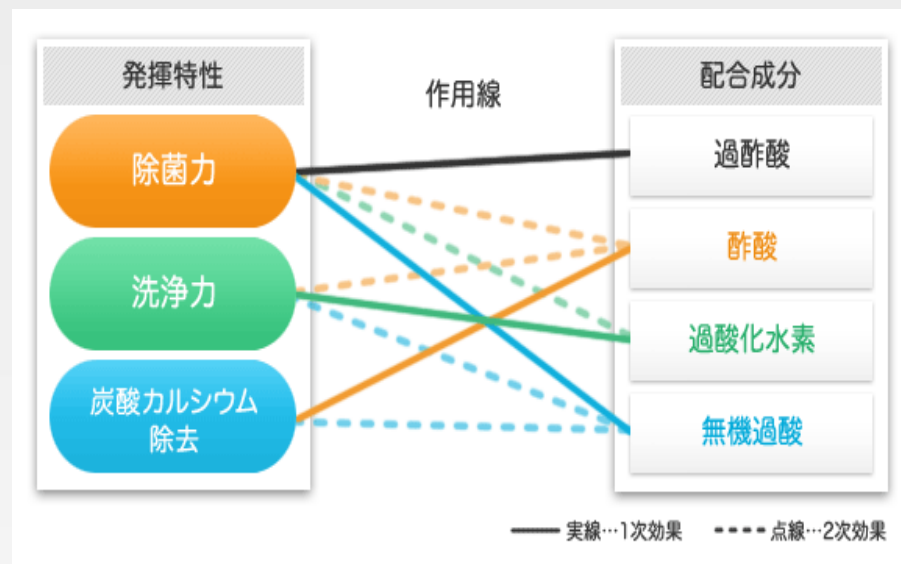 発揮特性
除菌力
洗浄力
炭酸カルシウム
除去
作用線
配合成分
過酢酸
酢酸
過酸化水素
無機過酸
実線…1次効果 点線…2次効果